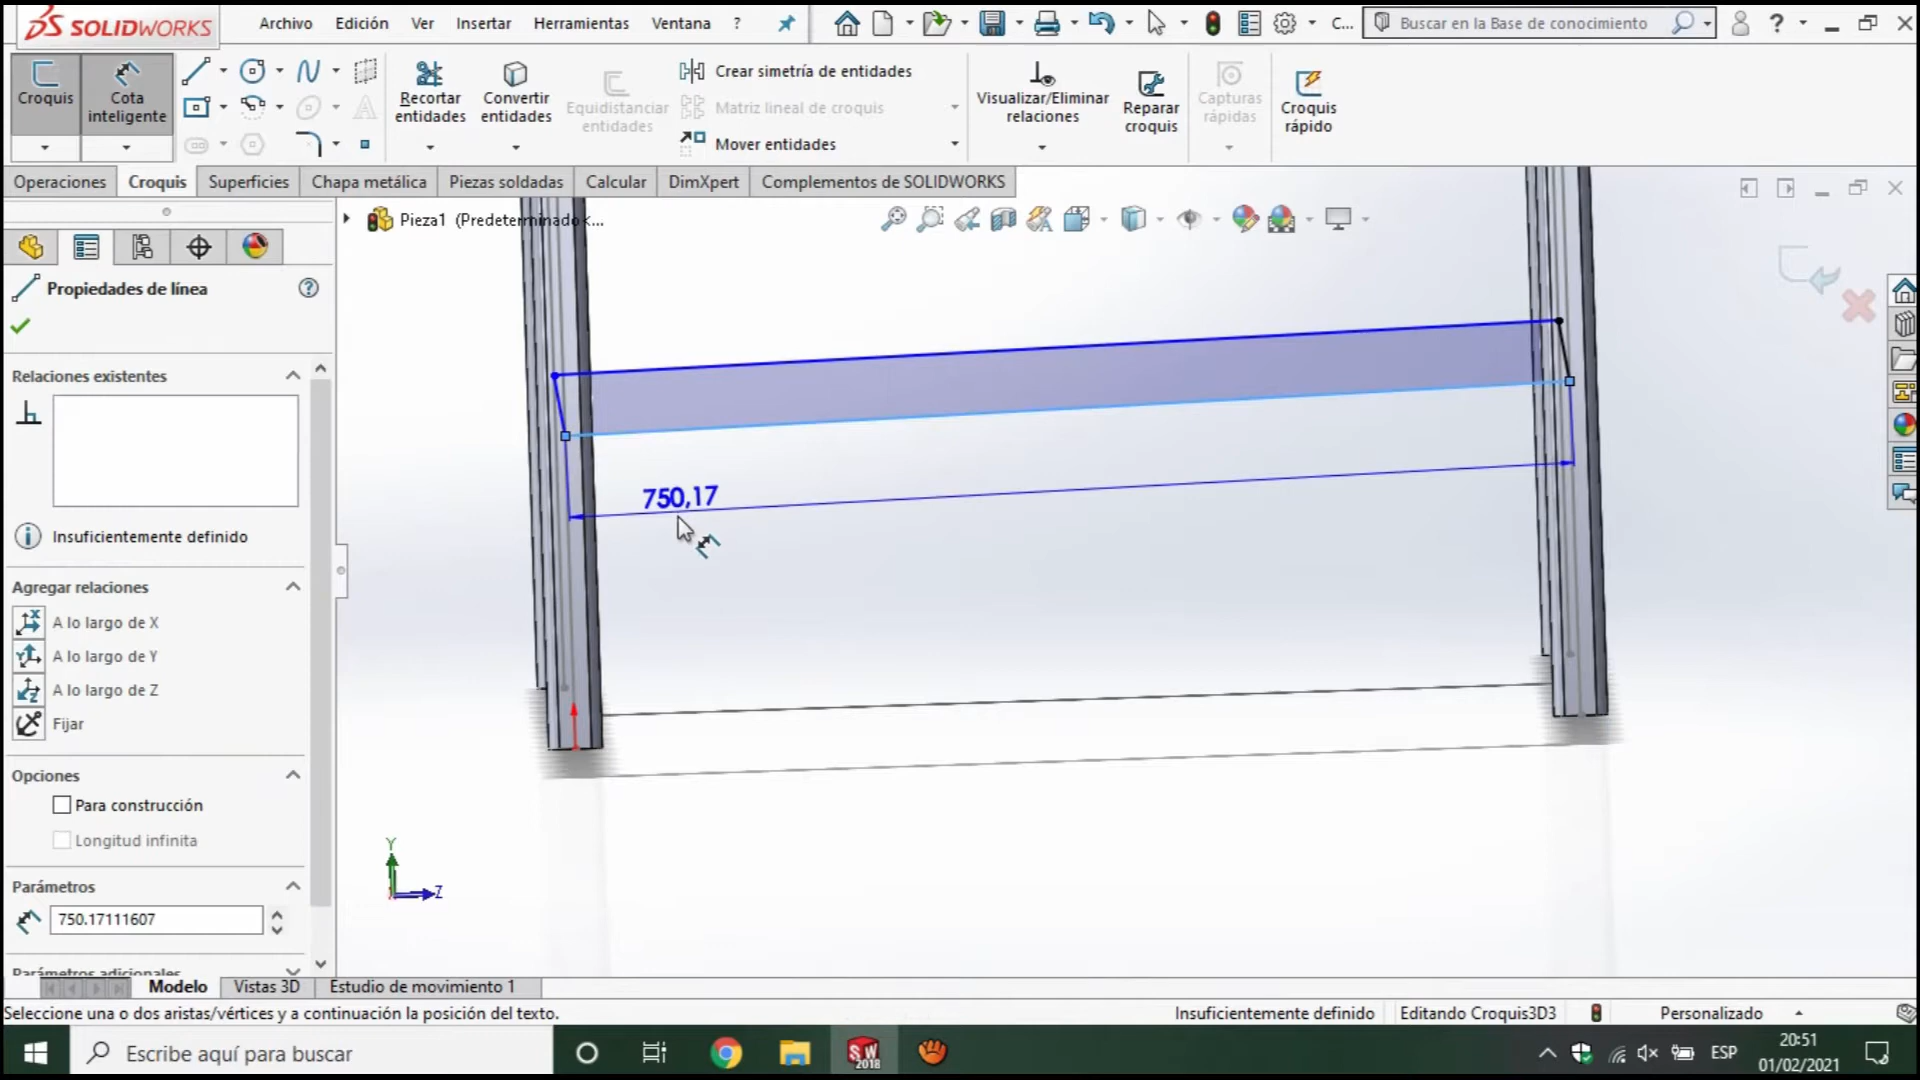 SOLIDWORKS
Archivo Edición Ver Insertar Herramientas Ventana ?
C...
Buscar en la Base de conocimiento
?
Croquis
Cota inteligente
Recortar entidades
Convertir entidades
Equidistanciar entidades
Crear simetría de entidades
Matriz lineal de croquis
Mover entidades
Visualizar/Eliminar relaciones
Reparar croquis
Capturas rápidas
Croquis rápido
Operaciones Croquis Superficies Chapa metálica Piezas soldadas Calcular DimXpert Complementos de SOLIDWORKS
Pieza1 (Predeterminado<...
Propiedades de línea
Relaciones existentes
Insuficientemente definido
Agregar relaciones
A lo largo de X
A lo largo de Y
A lo largo de Z
Fijar
Opciones
Para construcción
Longitud infinita
Parámetros
750.17111607
Parámetros adicionales
750,17
Y
Z
Modelo Vistas 3D Estudio de movimiento 1
Seleccione una o dos aristas/vértices y a continuación la posición del texto.
Insuficientemente definido Editando Croquis3D3 Personalizado
Escribe aquí para buscar
SW
2018
ESP
20:51
01/02/2021